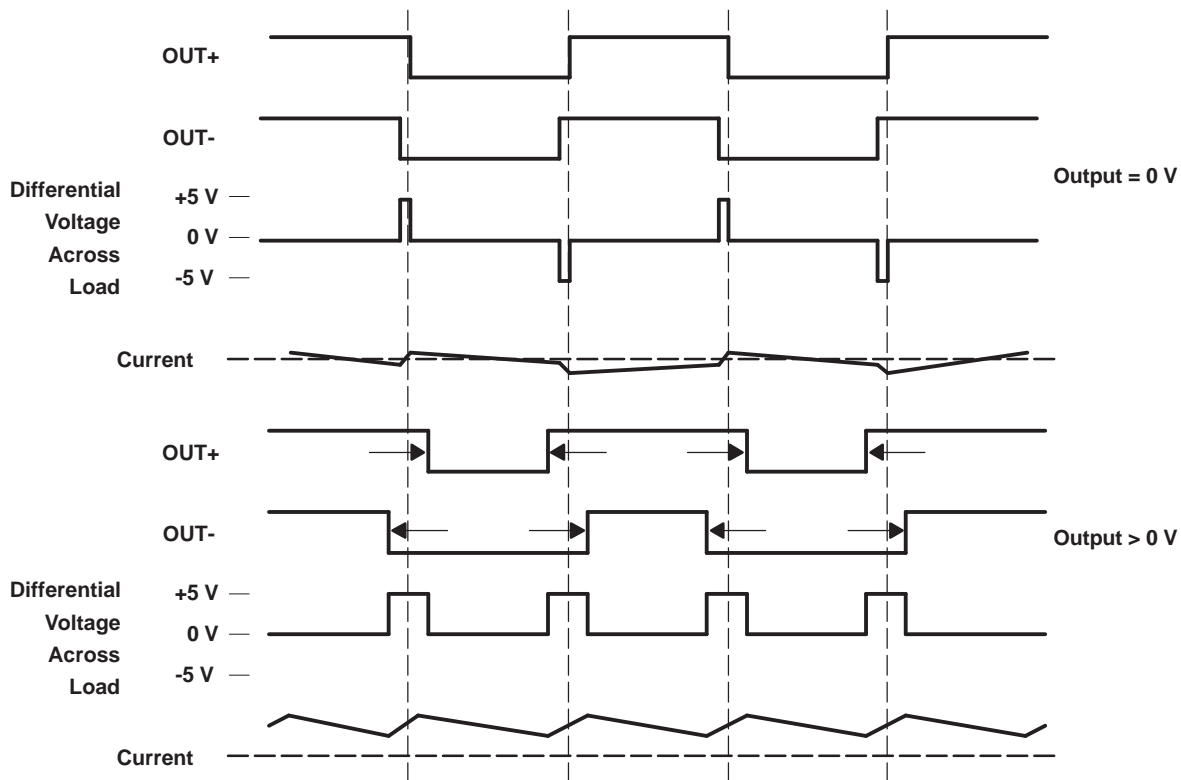 OUT+
OUT-
Output = 0 V
Differential
Voltage
Across
Load
+5 V
0 V
-5 V
Current
OUT+
OUT-
Output > 0 V
Differential
Voltage
Across
Load
+5 V
0 V
-5 V
Current